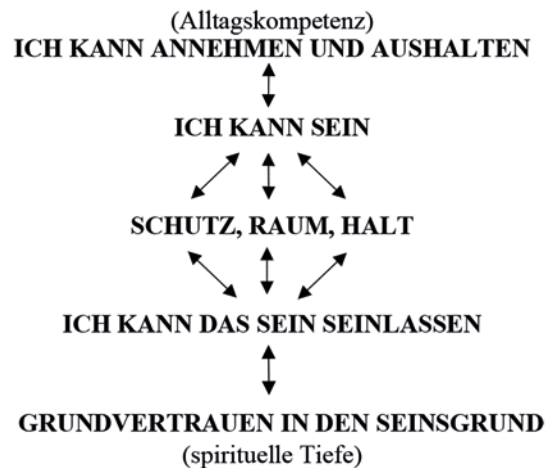 (Alltagskompetenz)
ICH KANN ANNEHMEN UND AUSHALTEN
ICH KANN SEIN
SCHUTZ, RAUM, HALT
ICH KANN DAS SEIN SEINLASSEN
GRUNDVERTRAUEN IN DEN SEINSGRUND
(spirituelle Tiefe)